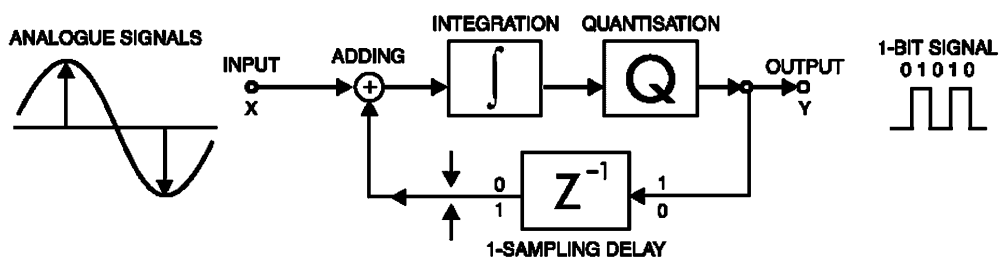 ANALOGUE SIGNALS
INPUT
X
ADDING
+
INTEGRATION
∫
QUANTISATION
Q
OUTPUT
Y
1-BIT SIGNAL
0 1 0 1 0
0
1
Z⁻¹
1
0
1-SAMPLING DELAY